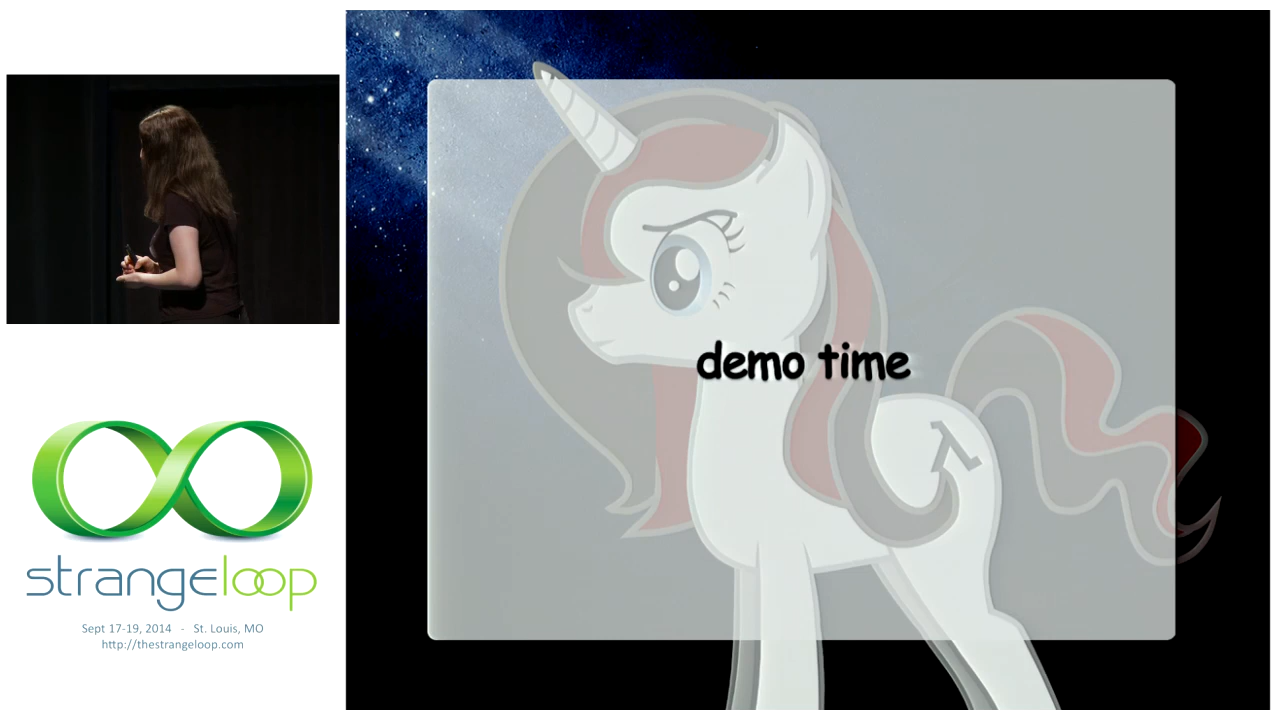 demo time
λ
strangeloop
Sept 17-19, 2014 - St. Louis, MO
http://thestrangeloop.com